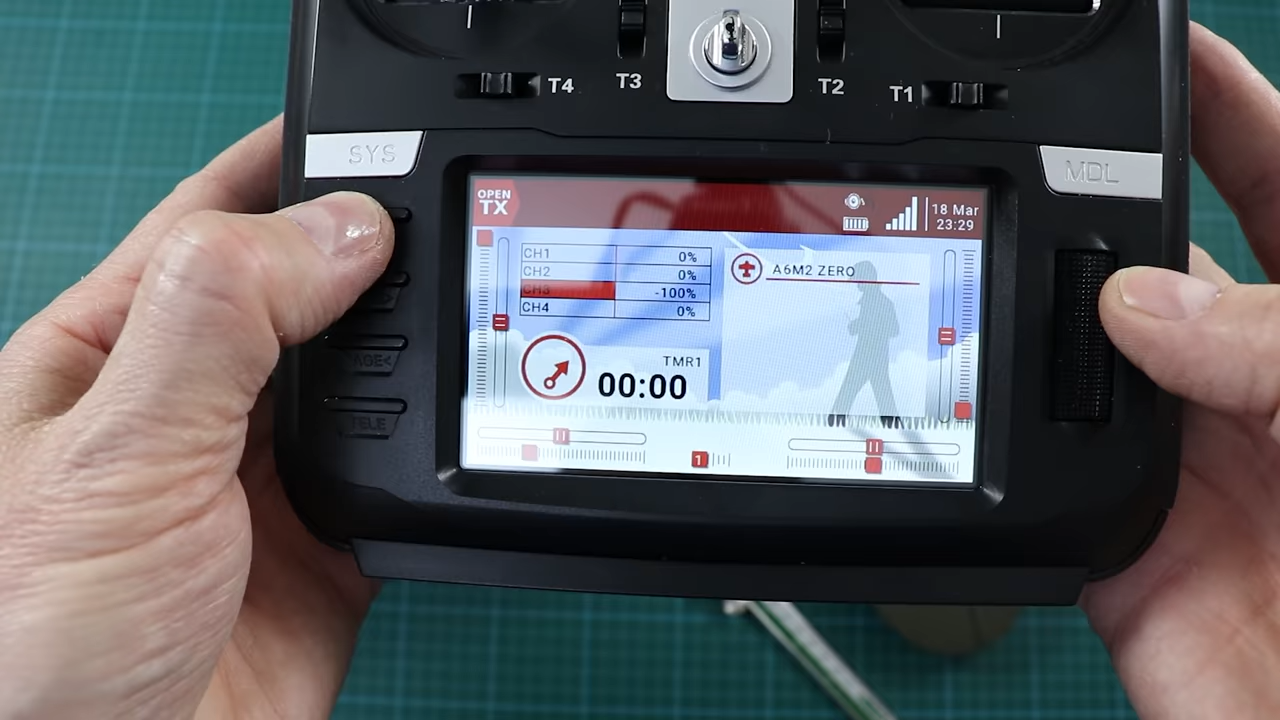 T4
T3
T2
T1
SYS
MDL
OPEN
TX
18 Mar
23:29
CH1 0%
CH2 0%
CH3 -100%
CH4 0%
A6M2 ZERO
TMR1
00:00
1
TELE